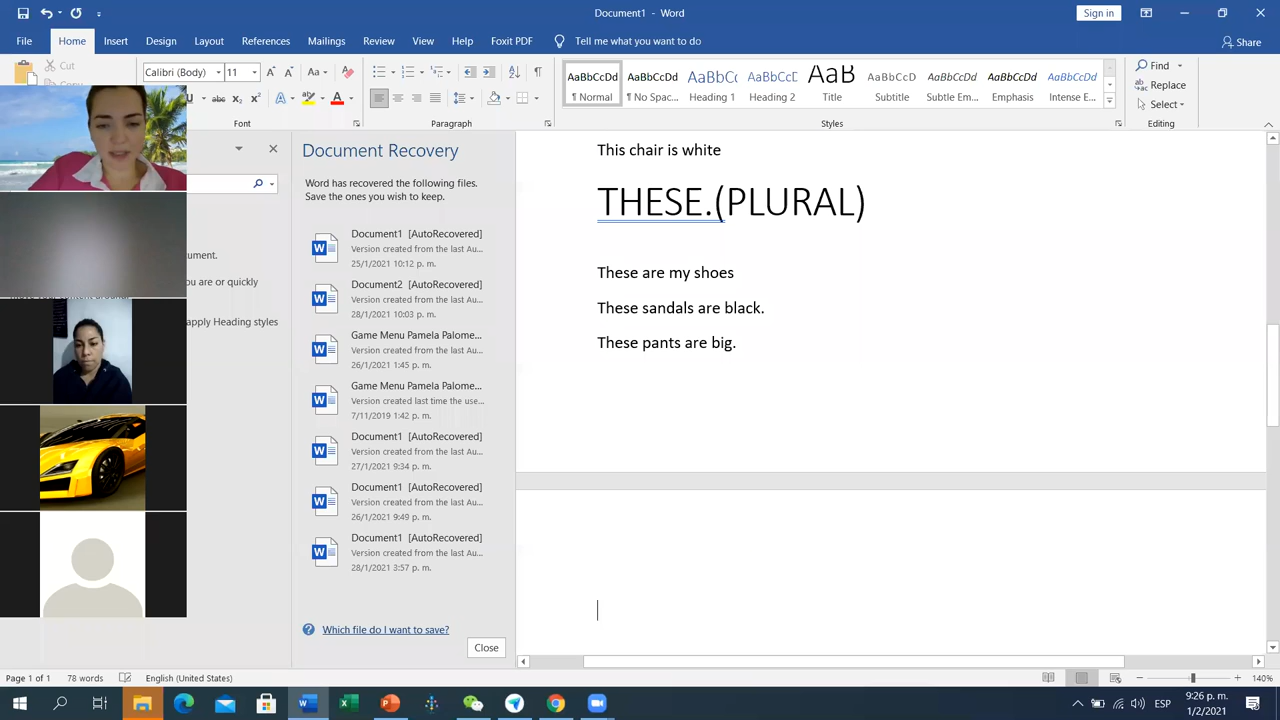 Document1 - Word
Sign in
File Home Insert Design Layout References Mailings Review View Help Foxit PDF Tell me what you want to do Share
Cut
Calibri (Body) 11 Aa
Find
Replace
Select
AaBbCcDd AaBbCcDd AaBbC AaBbCcD AaB AaBbCcDd AaBbCcDd AaBbCcDd AaBbCcDd
¶ Normal ¶ No Spac... Heading 1 Heading 2 Title Subtitle Subtle Em... Emphasis Intense E...
Font Paragraph Styles Editing
ument.
ou are or quickly
apply Heading styles
Document Recovery
Word has recovered the following files.
Save the ones you wish to keep.
Document1 [AutoRecovered]
Version created from the last Au...
25/1/2021 10:12 p. m.
Document2 [AutoRecovered]
Version created from the last Au...
28/1/2021 10:03 p. m.
Game Menu Pamela Palome...
Version created from the last Au...
26/1/2021 1:45 p. m.
Game Menu Pamela Palome...
Version created last time the use...
7/11/2019 1:42 p. m.
Document1 [AutoRecovered]
Version created from the last Au...
27/1/2021 9:34 p. m.
Document1 [AutoRecovered]
Version created from the last Au...
26/1/2021 9:49 p. m.
Document1 [AutoRecovered]
Version created from the last Au...
28/1/2021 3:57 p. m.
Which file do I want to save?
Close
This chair is white
THESE.(PLURAL)
These are my shoes
These sandals are black.
These pants are big.
Page 1 of 1 78 words English (United States) 140%
ESP
9:26 p. m.
1/2/2021